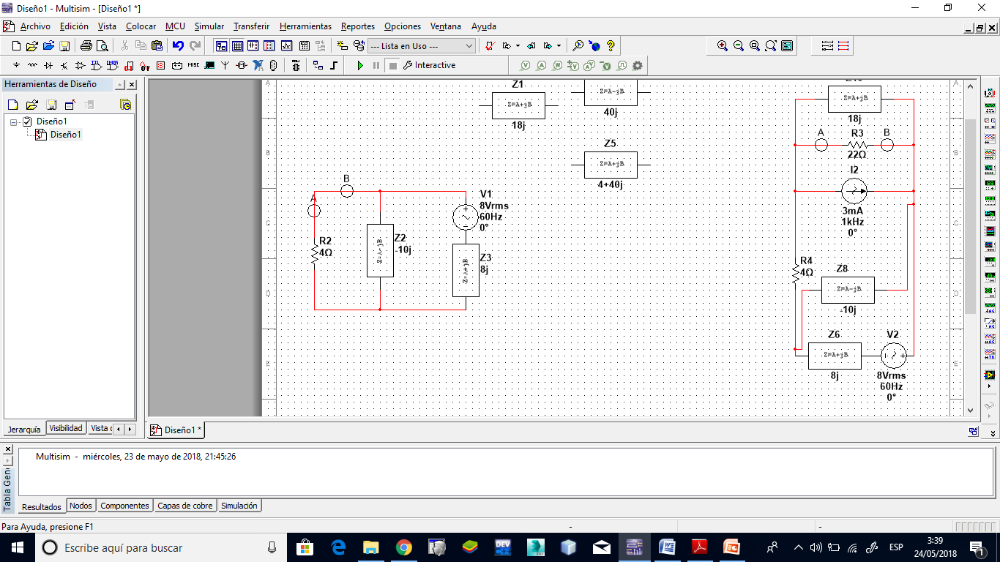 Diseño1 - Multisim - [Diseño1 *]
Archivo Edición Vista Colocar MCU Simular Transferir Herramientas Reportes Opciones Ventana Ayuda
--- Lista en Uso ---
MISC
Interactive
Herramientas de Diseño
Diseño1
Diseño1
A
Z1
Z=A+jB
18j
Z=A-jB
40j
Z=A+jB
18j
A
B
Z5
Z=A+jB
4+40j
A
R3
B
22Ω
B
I2
3mA
1kHz
0°
B
A
C
R2
4Ω
Z2
-10j
Z=A-jB
V1
8Vrms
60Hz
0°
Z3
8j
Z=A+jB
C
D
R4
4Ω
Z8
Z=A-jB
-10j
D
E
Z6
Z=A+jB
8j
V2
8Vrms
60Hz
0°
E
Jerarquía Visibilidad Vista
Diseño1 *
Multisim - miércoles, 23 de mayo de 2018, 21:45:26
Tabla Gen
Resultados Nodos Componentes Capas de cobre Simulación
Para Ayuda, presione F1
- -
Escribe aquí para buscar
DEV
ESP
3:39
24/05/2018
1